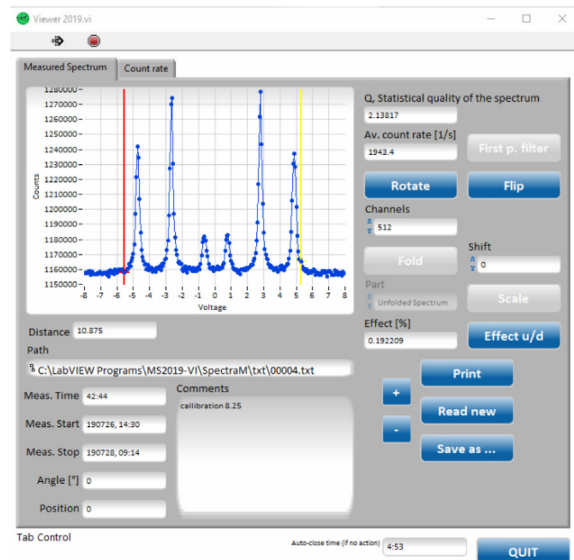 Viewer 2019.vi
Measured Spectrum
Count rate
1280000
1270000
1260000
1250000
1240000
1230000
1220000
1210000
1200000
1190000
1180000
1170000
1160000
1150000
Counts
-8 -7 -6 -5 -4 -3 -2 -1 0 1 2 3 4 5 6 7 8
Voltage
Q, Statistical quality of the spectrum
2.13817
Av. count rate [1/s]
1943.4
First p. filter
Rotate
Flip
Channels
512
Fold
Shift
0
Part
Unfolded Spectrum
Scale
Effect [%]
0.192209
Effect u/d
Distance 10.875
Path
C:\LabVIEW Programs\MS2019-VI\SpectraM\txt\00004.txt
Meas. Time 42:44
Meas. Start 190726, 14:30
Meas. Stop 190728, 09:14
Angle [°] 0
Position 0
Comments
callibration 8.25
+
-
Print
Read new
Save as ...
Tab Control
Auto-close time (if no action) 4:53
QUIT